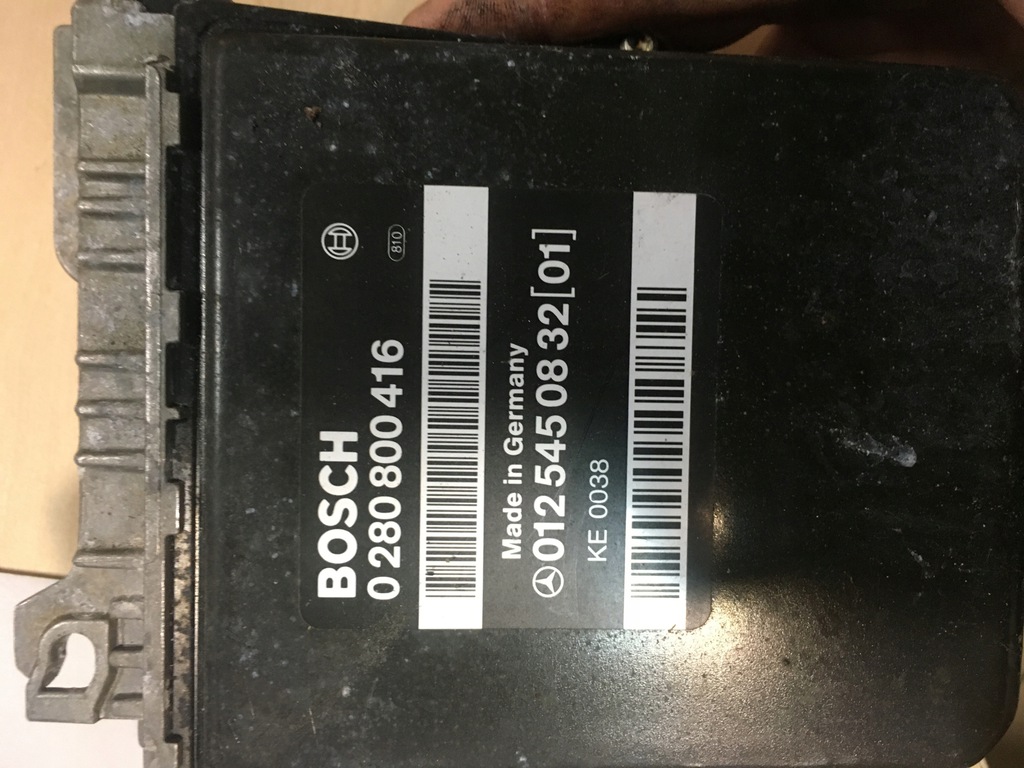 BOSCH
0 280 800 416
810
Made in Germany
012 545 08 32 [01]
KE 0038